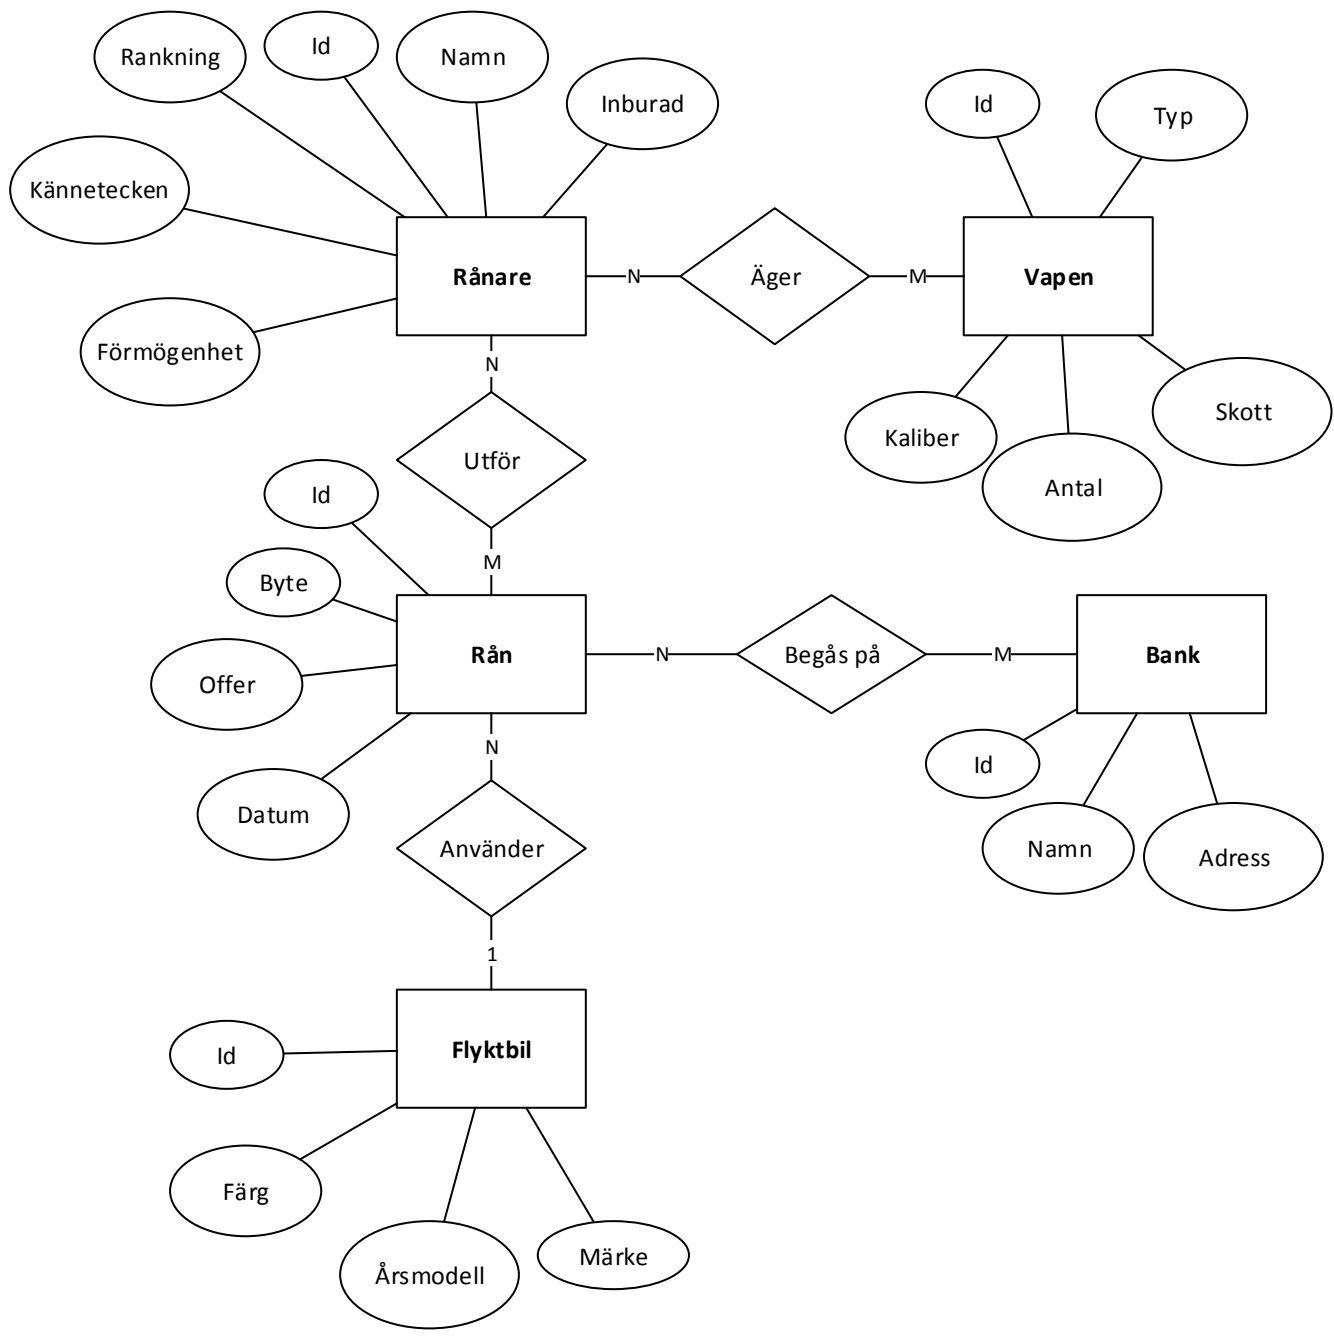 Rankning
Id
Namn
Inburad
Id
Typ
Kännetecken
Rånare
N
Äger
M
Vapen
Förmögenhet
N
Kaliber
Antal
Skott
Utför
Id
M
Byte
Offer
Rån
N
Begås på
M
Bank
Datum
N
Id
Namn
Adress
Använder
1
Id
Flyktbil
Färg
Årsmodell
Märke